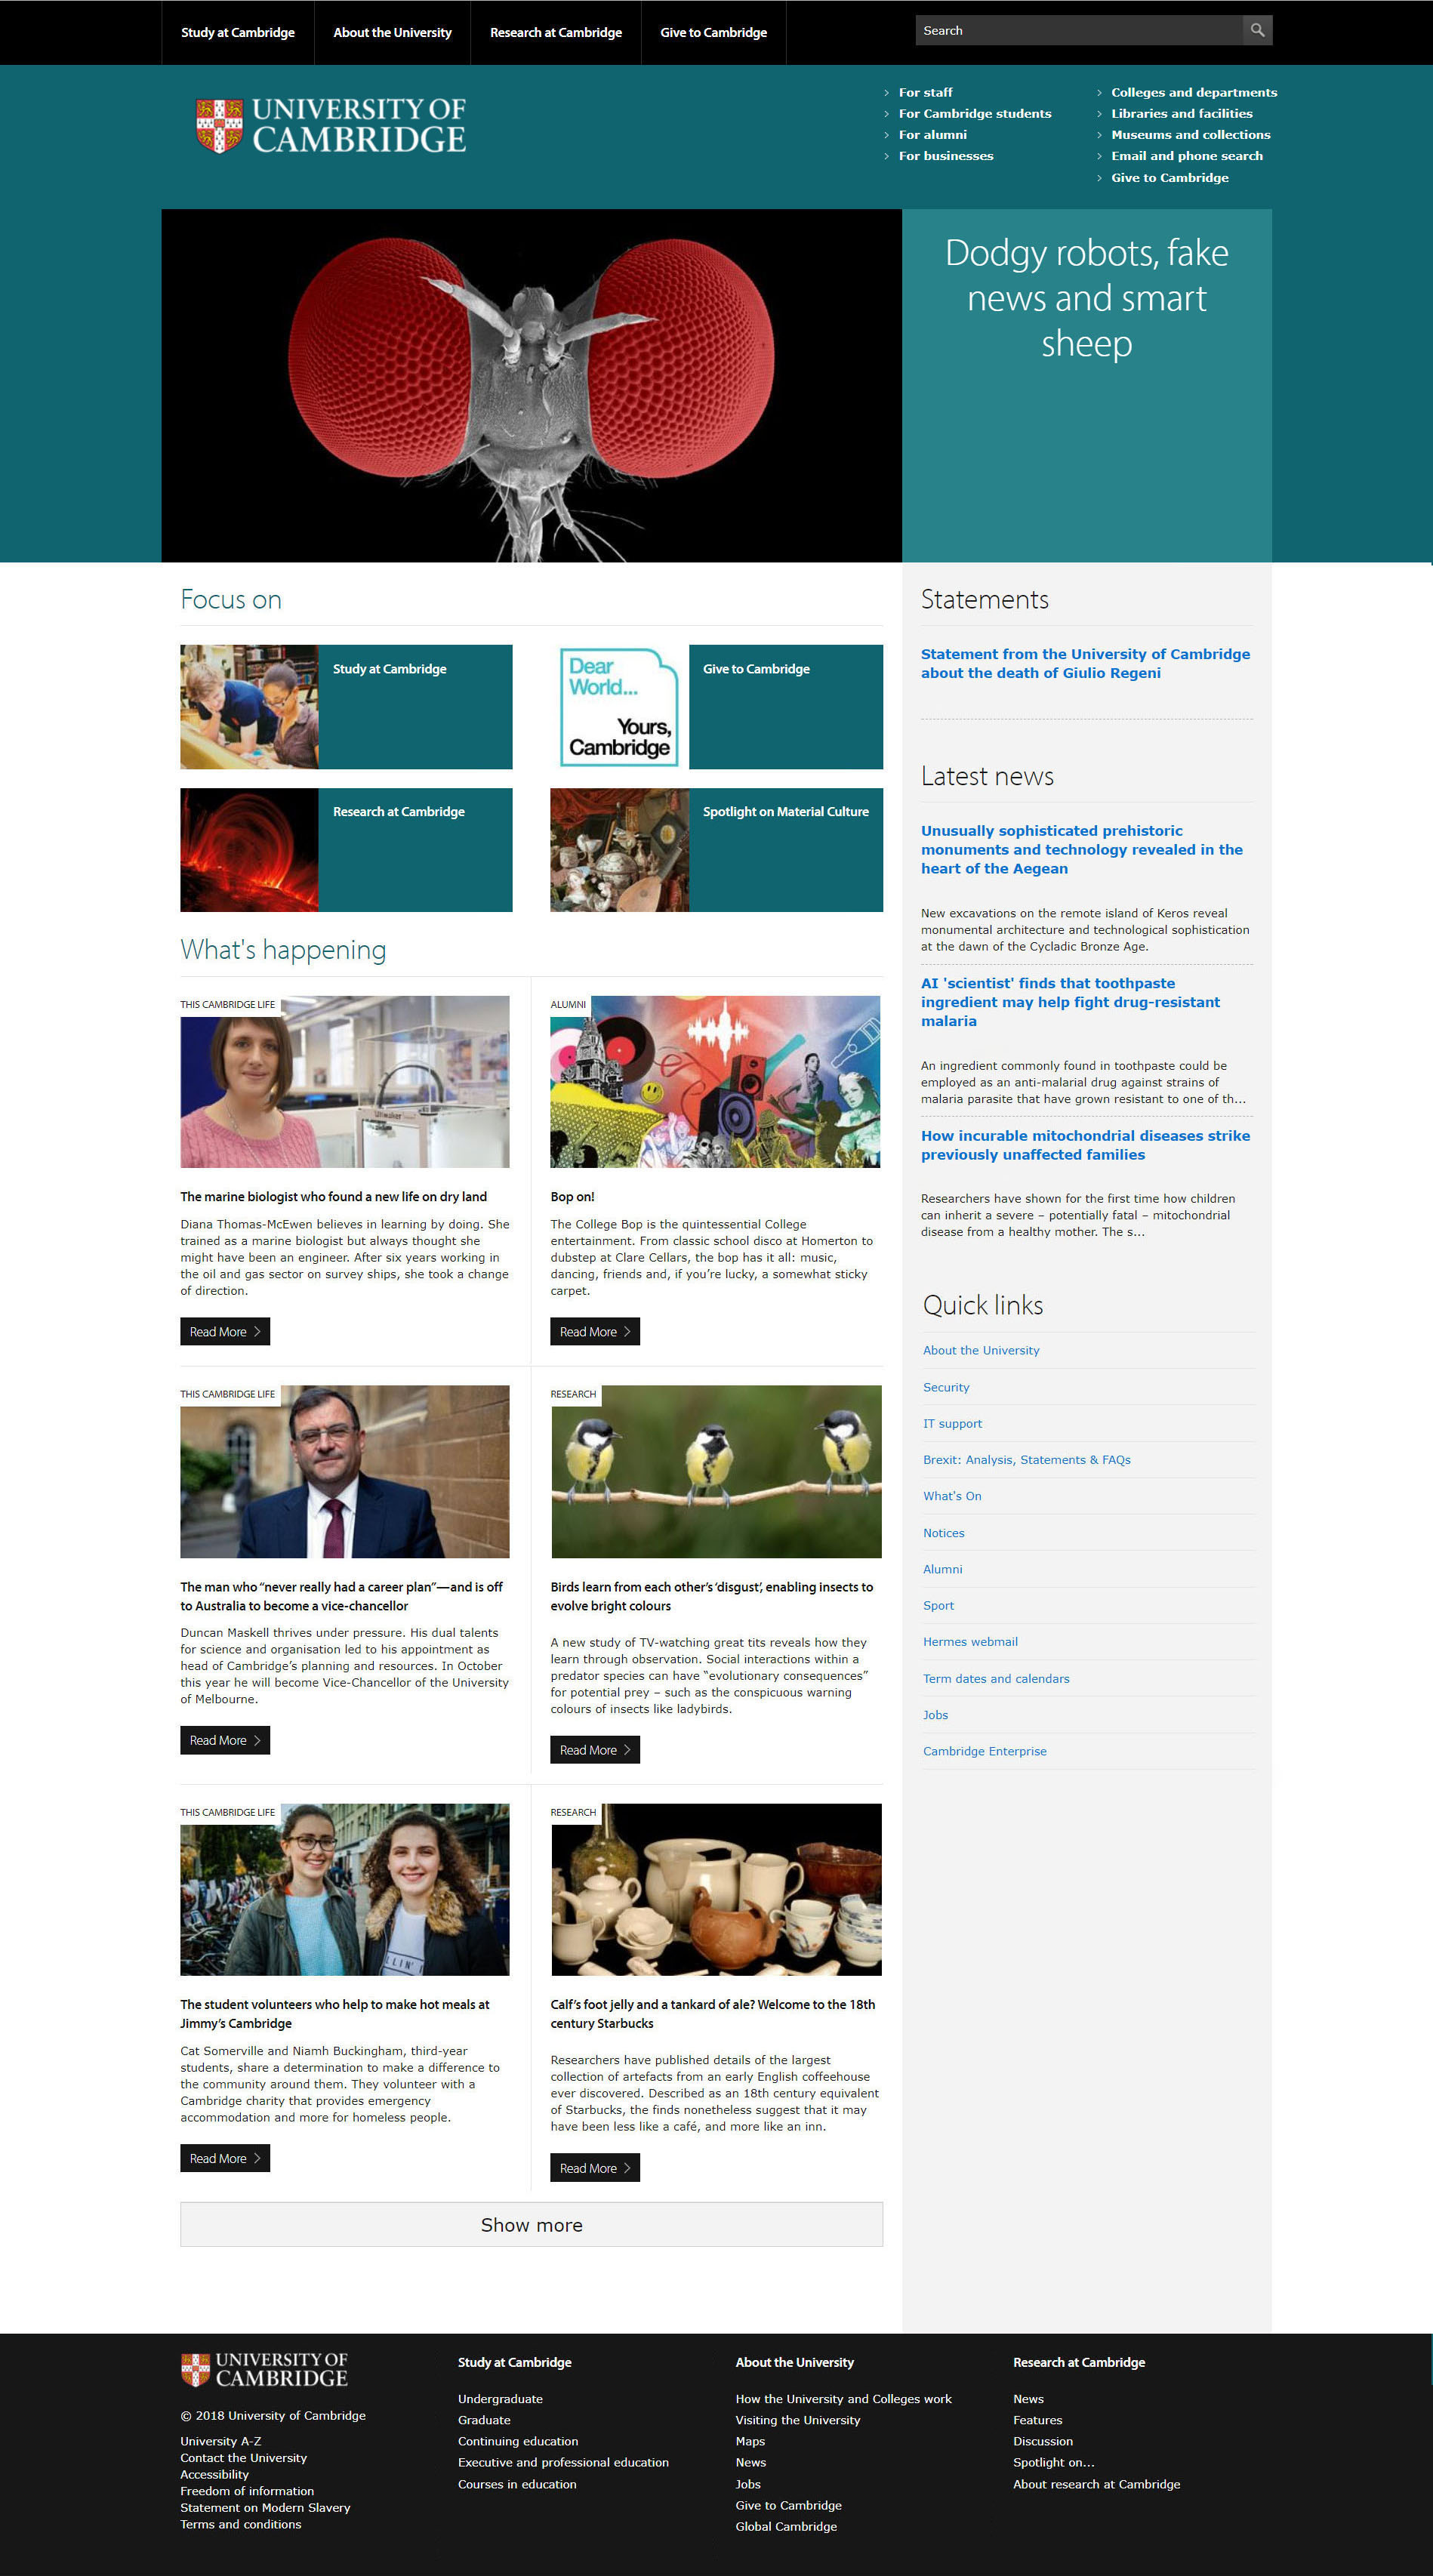 Study at Cambridge
About the University
Research at Cambridge
Give to Cambridge
Search
UNIVERSITY OF
CAMBRIDGE
For staff
For Cambridge students
For alumni
For businesses
Colleges and departments
Libraries and facilities
Museums and collections
Email and phone search
Give to Cambridge
Dodgy robots, fake
news and smart
sheep
Focus on
Study at Cambridge
Dear
World...
Yours,
Cambridge
Give to Cambridge
Research at Cambridge
Spotlight on Material Culture
What's happening
THIS CAMBRIDGE LIFE
The marine biologist who found a new life on dry land
Diana Thomas-McEwen believes in learning by doing. She
trained as a marine biologist but always thought she
might have been an engineer. After six years working in
the oil and gas sector on survey ships, she took a change
of direction.
Read More
ALUMNI
Bop on!
The College Bop is the quintessential College
entertainment. From classic school disco at Homerton to
dubstep at Clare Cellars, the bop has it all: music,
dancing, friends and, if you’re lucky, a somewhat sticky
carpet.
Read More
THIS CAMBRIDGE LIFE
The man who “never really had a career plan”—and is off
to Australia to become a vice-chancellor
Duncan Maskell thrives under pressure. His dual talents
for science and organisation led to his appointment as
head of Cambridge’s planning and resources. In October
this year he will become Vice-Chancellor of the University
of Melbourne.
Read More
RESEARCH
Birds learn from each other’s ‘disgust’, enabling insects to
evolve bright colours
A new study of TV-watching great tits reveals how they
learn through observation. Social interactions within a
predator species can have “evolutionary consequences”
for potential prey – such as the conspicuous warning
colours of insects like ladybirds.
Read More
THIS CAMBRIDGE LIFE
The student volunteers who help to make hot meals at
Jimmy’s Cambridge
Cat Somerville and Niamh Buckingham, third-year
students, share a determination to make a difference to
the community around them. They volunteer with a
Cambridge charity that provides emergency
accommodation and more for homeless people.
Read More
RESEARCH
Calf’s foot jelly and a tankard of ale? Welcome to the 18th
century Starbucks
Researchers have published details of the largest
collection of artefacts from an early English coffeehouse
ever discovered. Described as an 18th century equivalent
of Starbucks, the finds nonetheless suggest that it may
have been less like a café, and more like an inn.
Read More
Show more
Statements
Statement from the University of Cambridge
about the death of Giulio Regeni
Latest news
Unusually sophisticated prehistoric
monuments and technology revealed in the
heart of the Aegean
New excavations on the remote island of Keros reveal
monumental architecture and technological sophistication
at the dawn of the Cycladic Bronze Age.
AI 'scientist' finds that toothpaste
ingredient may help fight drug-resistant
malaria
An ingredient commonly found in toothpaste could be
employed as an anti-malarial drug against strains of
malaria parasite that have grown resistant to one of th...
How incurable mitochondrial diseases strike
previously unaffected families
Researchers have shown for the first time how children
can inherit a severe – potentially fatal – mitochondrial
disease from a healthy mother. The s...
Quick links
About the University
Security
IT support
Brexit: Analysis, Statements & FAQs
What's On
Notices
Alumni
Sport
Hermes webmail
Term dates and calendars
Jobs
Cambridge Enterprise
UNIVERSITY OF
CAMBRIDGE
© 2018 University of Cambridge
University A-Z
Contact the University
Accessibility
Freedom of information
Statement on Modern Slavery
Terms and conditions
Study at Cambridge
Undergraduate
Graduate
Continuing education
Executive and professional education
Courses in education
About the University
How the University and Colleges work
Visiting the University
Maps
News
Jobs
Give to Cambridge
Global Cambridge
Research at Cambridge
News
Features
Discussion
Spotlight on...
About research at Cambridge